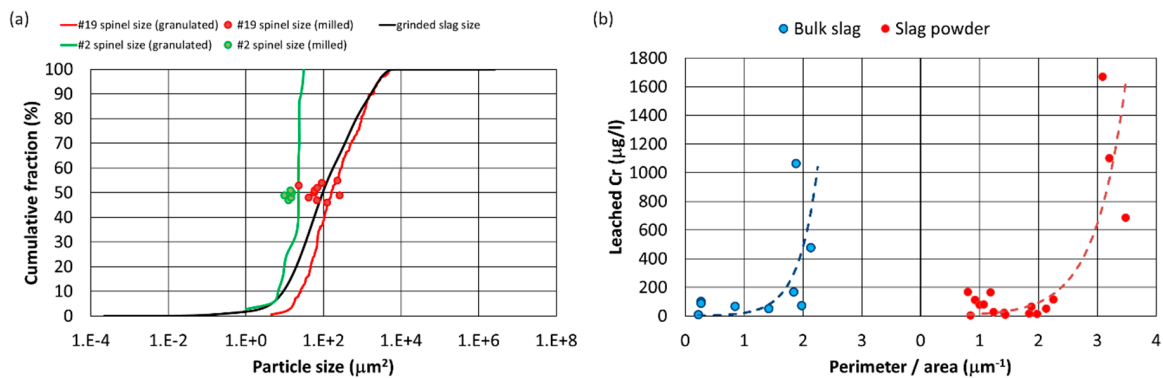 (a)
#19 spinel size (granulated) #19 spinel size (milled) grinded slag size
#2 spinel size (granulated) #2 spinel size (milled)
Cumulative fraction (%)
100
90
80
70
60
50
40
30
20
10
0
1.E-4 1.E-2 1.E+0 1.E+2 1.E+4 1.E+6 1.E+8
Particle size (µm²)
(b)
Bulk slag Slag powder
Leached Cr (µg/l)
1800
1600
1400
1200
1000
800
600
400
200
0
0 1 2 3 0 1 2 3 4
Perimeter / area (µm⁻¹)